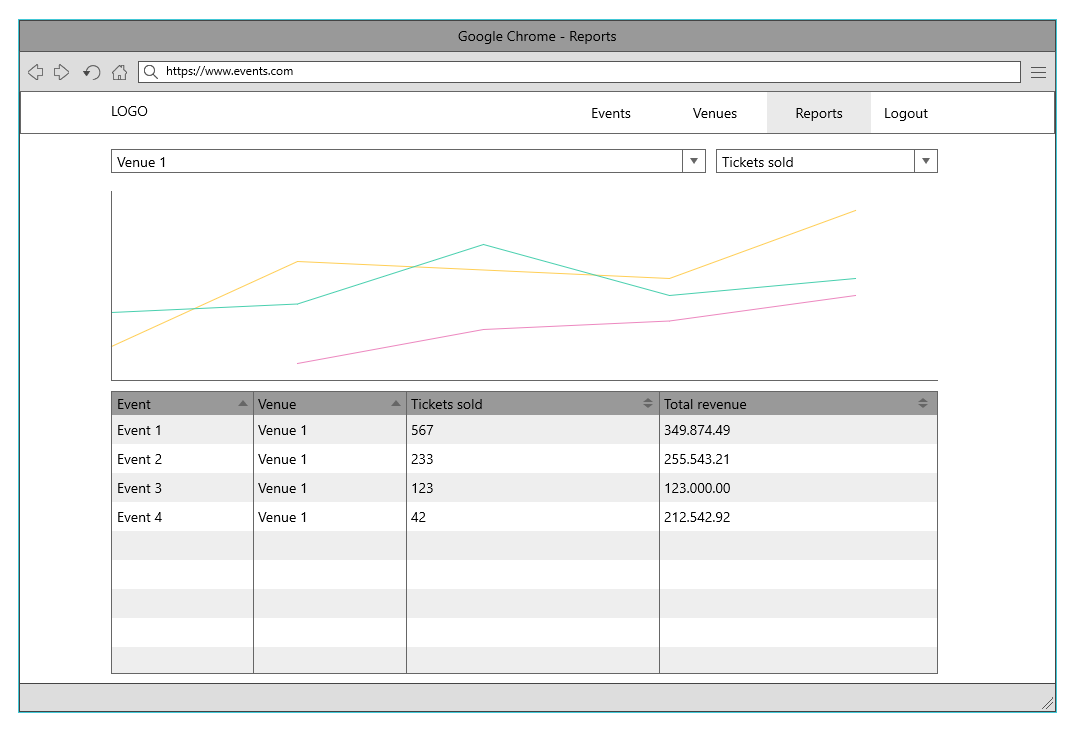 Google Chrome - Reports
https://www.events.com
LOGO Events Venues Reports Logout
Venue 1 Tickets sold
Event Venue Tickets sold Total revenue
Event 1 Venue 1 567 349.874.49
Event 2 Venue 1 233 255.543.21
Event 3 Venue 1 123 123.000.00
Event 4 Venue 1 42 212.542.92